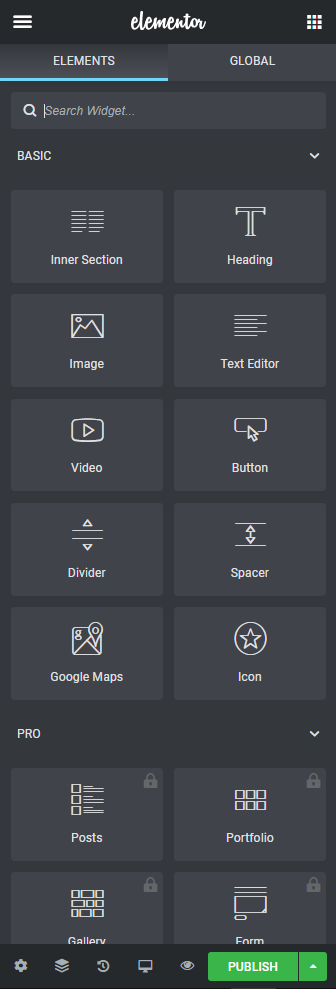 elementor
ELEMENTS GLOBAL
Search Widget...
BASIC
Inner Section Heading
Image Text Editor
Video Button
Divider Spacer
Google Maps Icon
PRO
Posts Portfolio
Gallery Form
PUBLISH